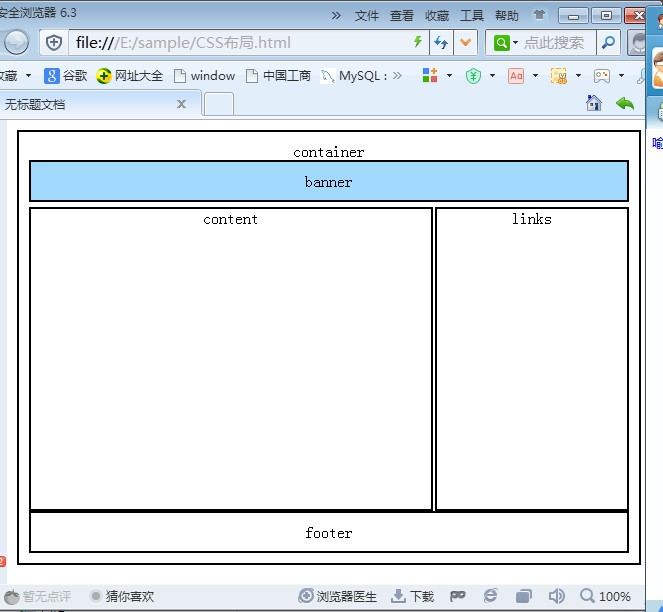 安全浏览器 6.3
» 文件 查看 收藏 工具 帮助
file:///E:/sample/CSS布局.html
点此搜索
收藏 谷歌 网址大全 window 中国工商 MySQL : »
Aa
无标题文档
container
banner
content links
footer
暂无点评 猜你喜欢 浏览器医生 下载 100%